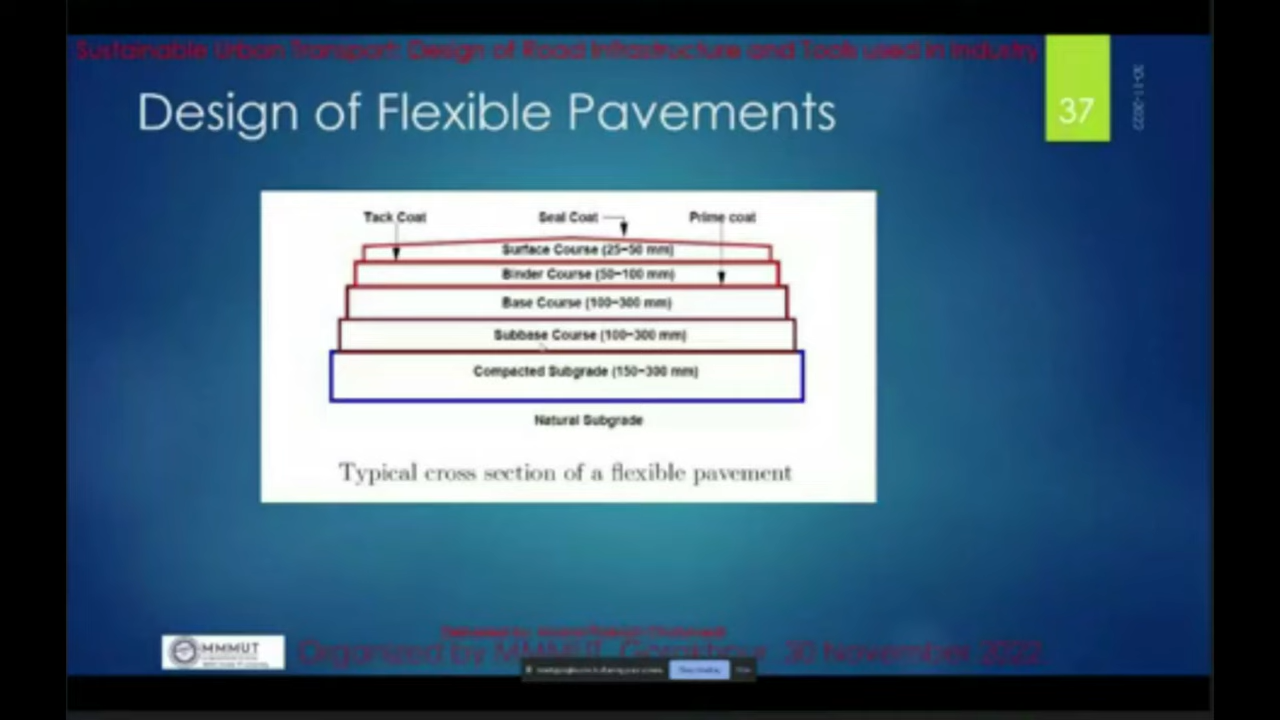 Sustainable Urban Transport: Design of Road Infrastructure and Tools used in Industry
Design of Flexible Pavements
37
30-11-2022
Tack Coat
Seal Coat
Prime coat
Surface Course (25-50 mm)
Binder Course (50-100 mm)
Base Course (100-300 mm)
Subbase Course (100-300 mm)
Compacted Subgrade (150-300 mm)
Natural Subgrade
Typical cross section of a flexible pavement
MMMUT
Organized by MMMUT, Gorakhpur, 30 November 2022